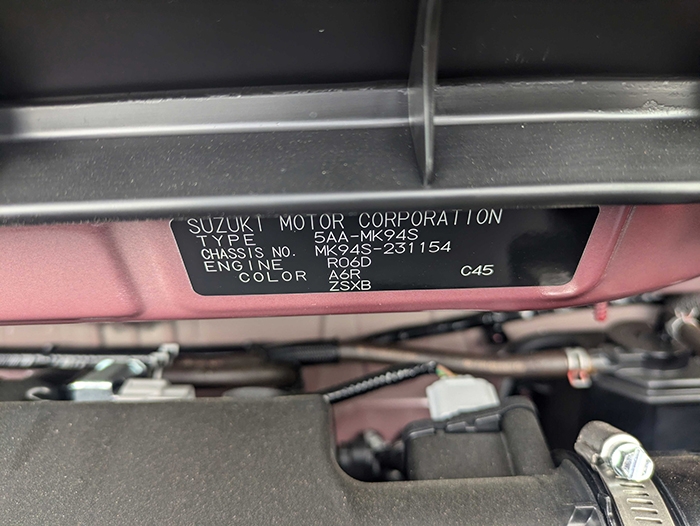 SUZUKI MOTOR CORPORATION
TYPE 5AA-MK94S
CHASSIS NO. MK94S-231154
ENGINE R06D
COLOR A6R C45
ZSXB